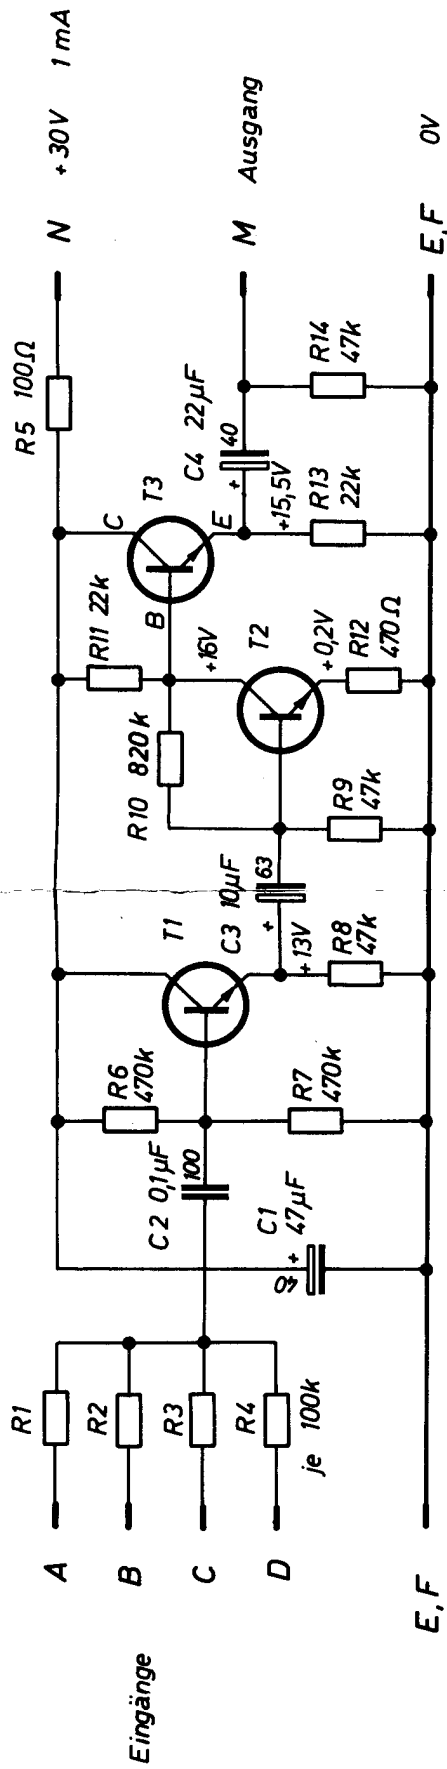 Eingänge
A
B
C
D
E, F
R1
R2
R3
R4
je 100k
C2 0,1µF
100
C1
47µF
+
40
R6
470k
R7
470k
T1
C3 10µF
63
+
+13V
R8
47k
R9
47k
R10 820k
R11 22k
+16V
T2
+0,2V
R12
470Ω
B
C
E
T3
+15,5V
R13
22k
C4 22µF
40
+
R14
47k
R5 100Ω
N +30V 1mA
M Ausgang
E,F 0V